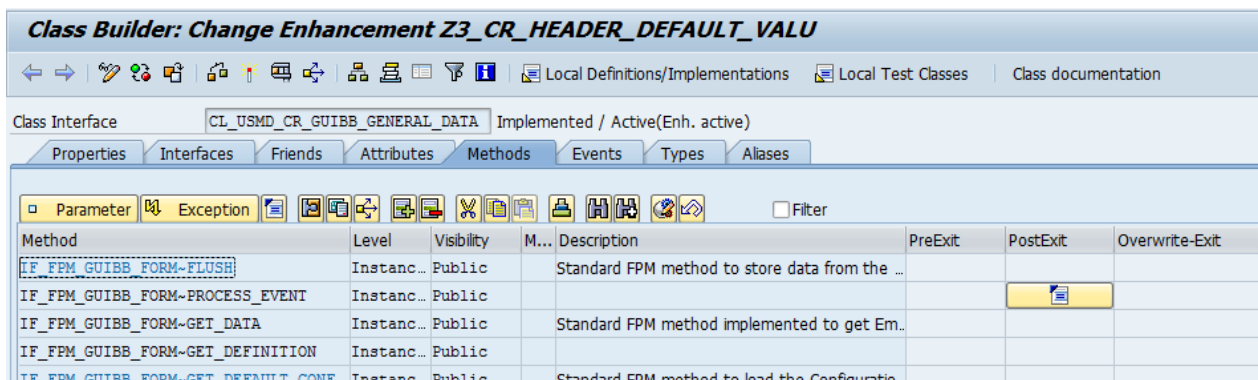 Class Builder: Change Enhancement Z3_CR_HEADER_DEFAULT_VALU
Local Definitions/Implementations Local Test Classes Class documentation
Class Interface CL_USMD_CR_GUIBB_GENERAL_DATA Implemented / Active(Enh. active)
Properties Interfaces Friends Attributes Methods Events Types Aliases
Parameter Exception Filter
Method Level Visibility M... Description PreExit PostExit Overwrite-Exit
IF_FPM_GUIBB_FORM~FLUSH Instanc... Public Standard FPM method to store data from the ...
IF_FPM_GUIBB_FORM~PROCESS_EVENT Instanc... Public
IF_FPM_GUIBB_FORM~GET_DATA Instanc... Public Standard FPM method implemented to get Em..
IF_FPM_GUIBB_FORM~GET_DEFINITION Instanc... Public
IF_FPM_GUIBB_FORM~GET_DEFAULT_CONF Instanc... Public Standard FPM method to load the Configuratio...